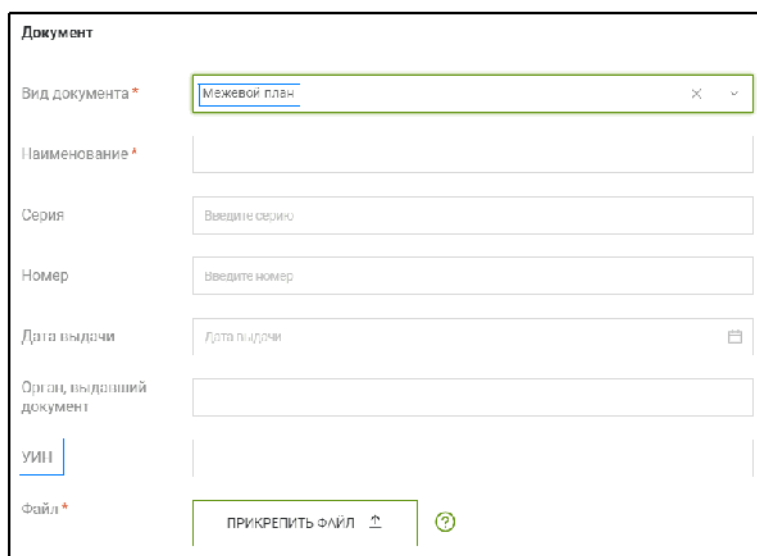 Документ
Вид документа *
Межевой план
Наименование *
Серия
Введите серию
Номер
Введите номер
Дата выдачи
Дата выдачи
Орган, выдавший
документ
УИН
Файл *
ПРИКРЕПИТЬ ФАЙЛ
?